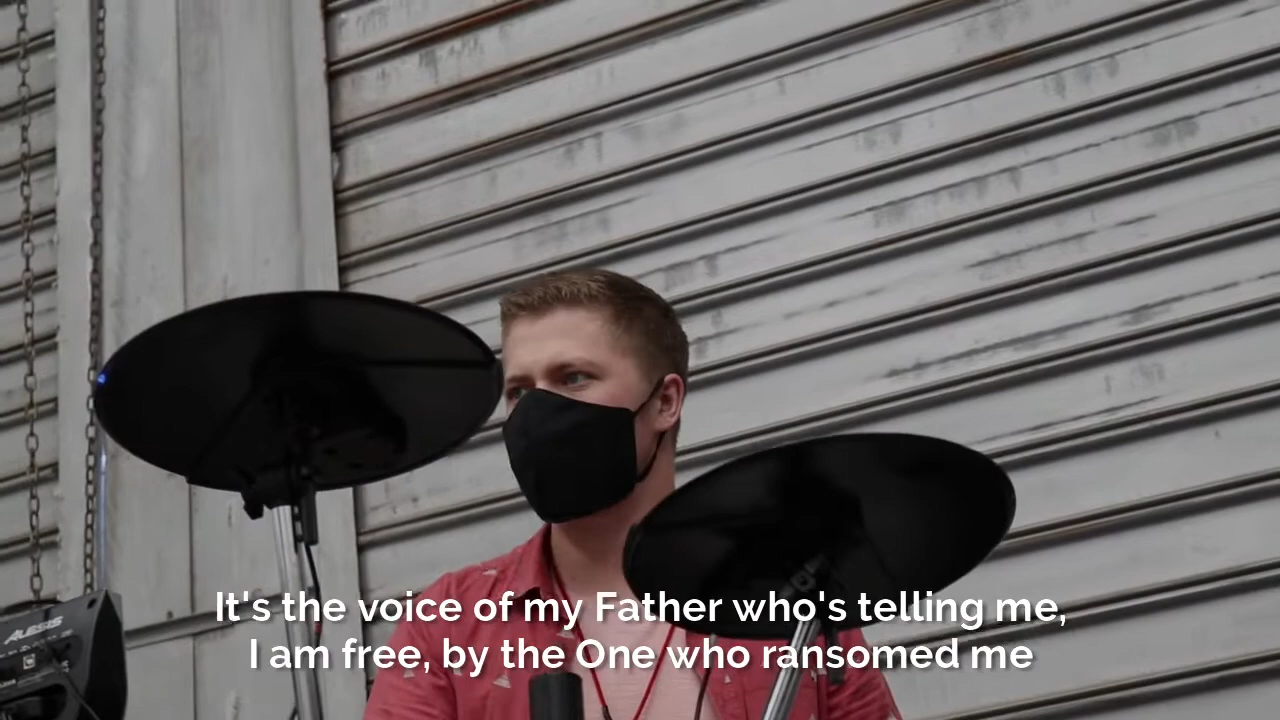 ALESIS
It's the voice of my Father who's telling me,
I am free, by the One who ransomed me